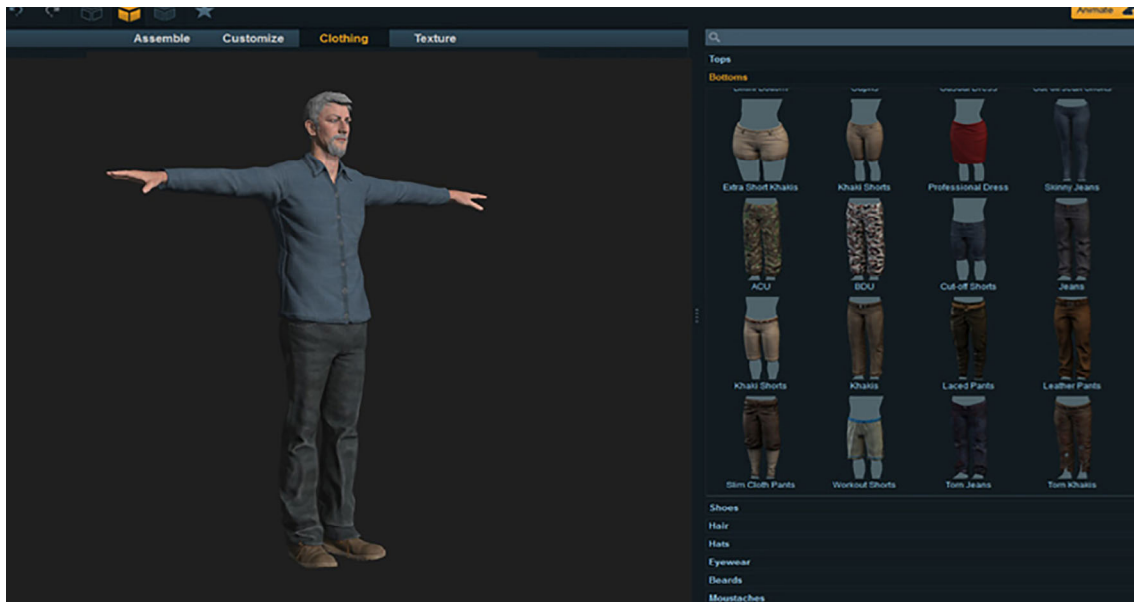 Animate
Assemble Customize Clothing Texture
Tops
Bottoms
Extra Short Khakis Khaki Shorts Professional Dress Skinny Jeans
ACU BDU Cut-off Shorts Jeans
Khaki Shorts Khakis Laced Pants Leather Pants
Slim Cloth Pants Workout Shorts Torn Jeans Torn Khakis
Shoes
Hair
Hats
Eyewear
Beards
Moustaches